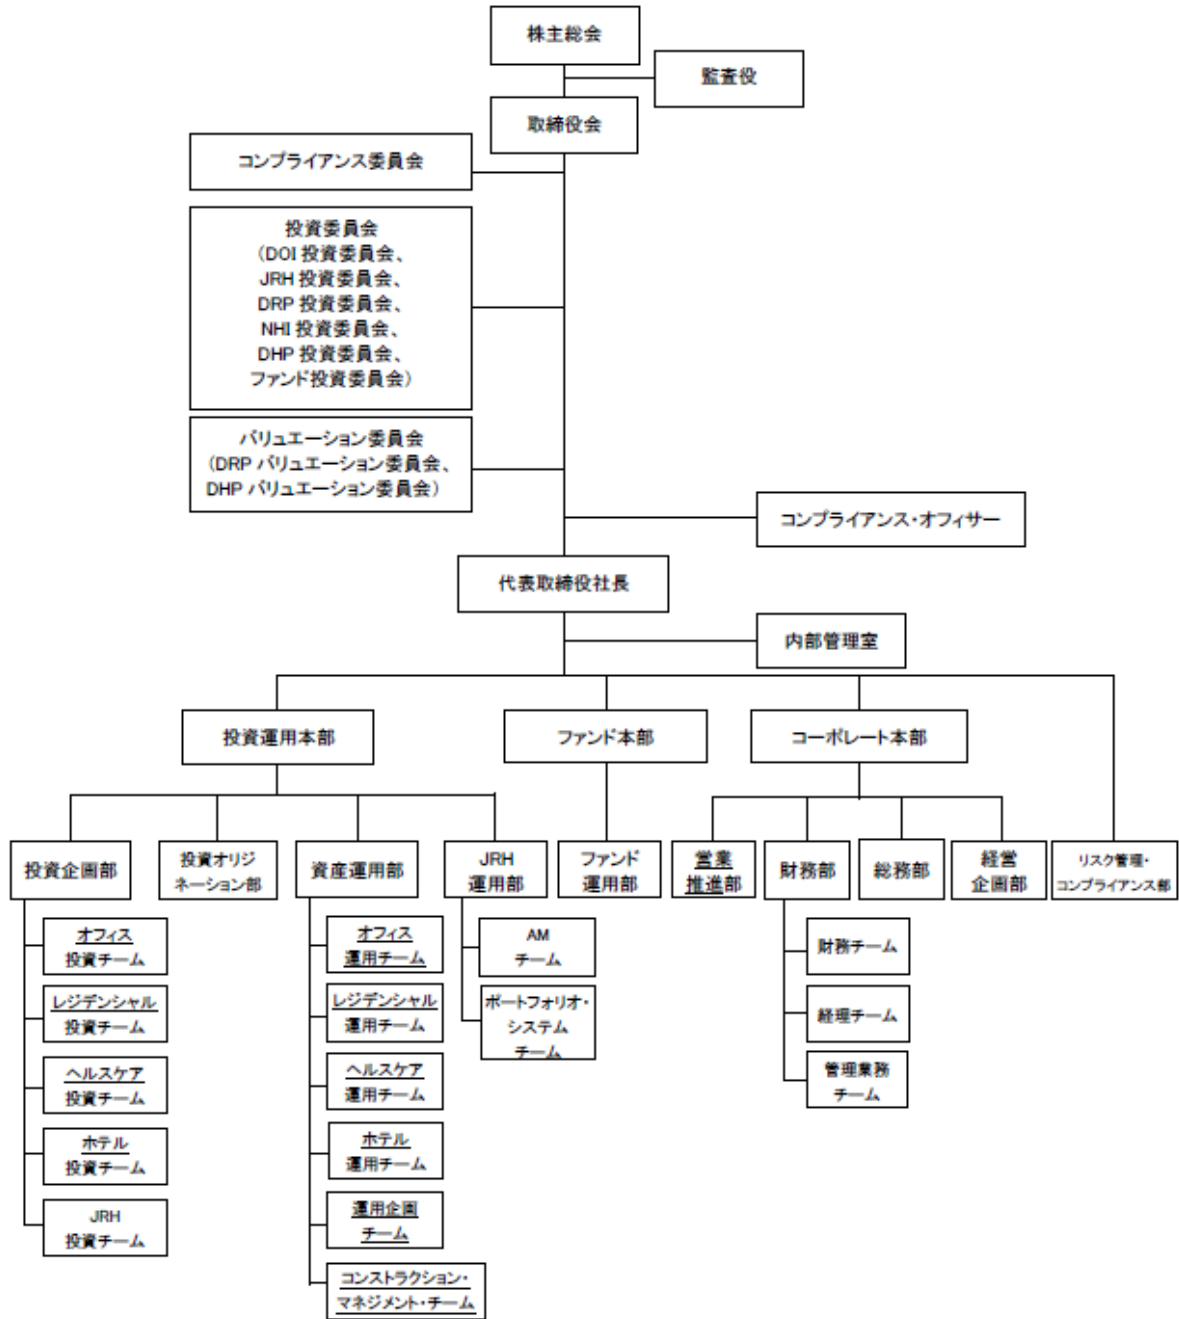 株主総会
監査役
取締役会
コンプライアンス委員会
投資委員会
(DOI 投資委員会、
JRH 投資委員会、
DRP 投資委員会、
NHI 投資委員会、
DHP 投資委員会、
ファンド投資委員会)
バリュエーション委員会
(DRP バリュエーション委員会、
DHP バリュエーション委員会)
コンプライアンス・オフィサー
代表取締役社長
内部管理室
投資運用本部
ファンド本部
コーポレート本部
投資企画部
投資オリジ
ネーション部
資産運用部
JRH
運用部
ファンド
運用部
営業
推進部
財務部
総務部
経営
企画部
リスク管理・
コンプライアンス部
オフィス
投資チーム
レジデンシャル
投資チーム
ヘルスケア
投資チーム
ホテル
投資チーム
JRH
投資チーム
オフィス
運用チーム
レジデンシャル
運用チーム
ヘルスケア
運用チーム
ホテル
運用チーム
運用企画
チーム
コンストラクション・
マネジメント・チーム
AM
チーム
ポートフォリオ・
システム
チーム
財務チーム
経理チーム
管理業務
チーム